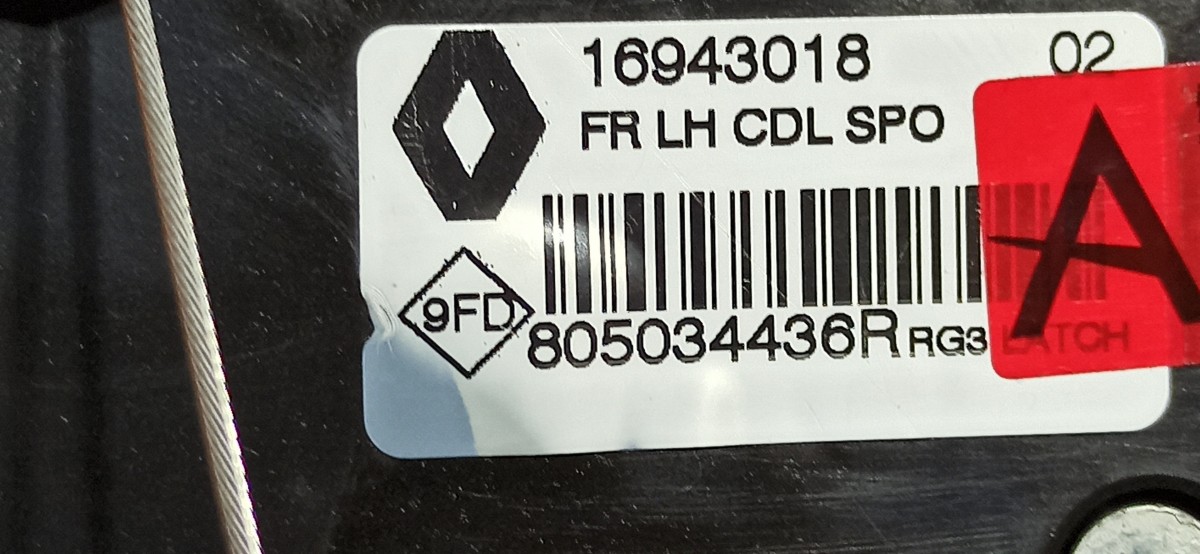 16943018 02
FR LH CDL SPO
A
9FD
805034436R RG3 LATCH